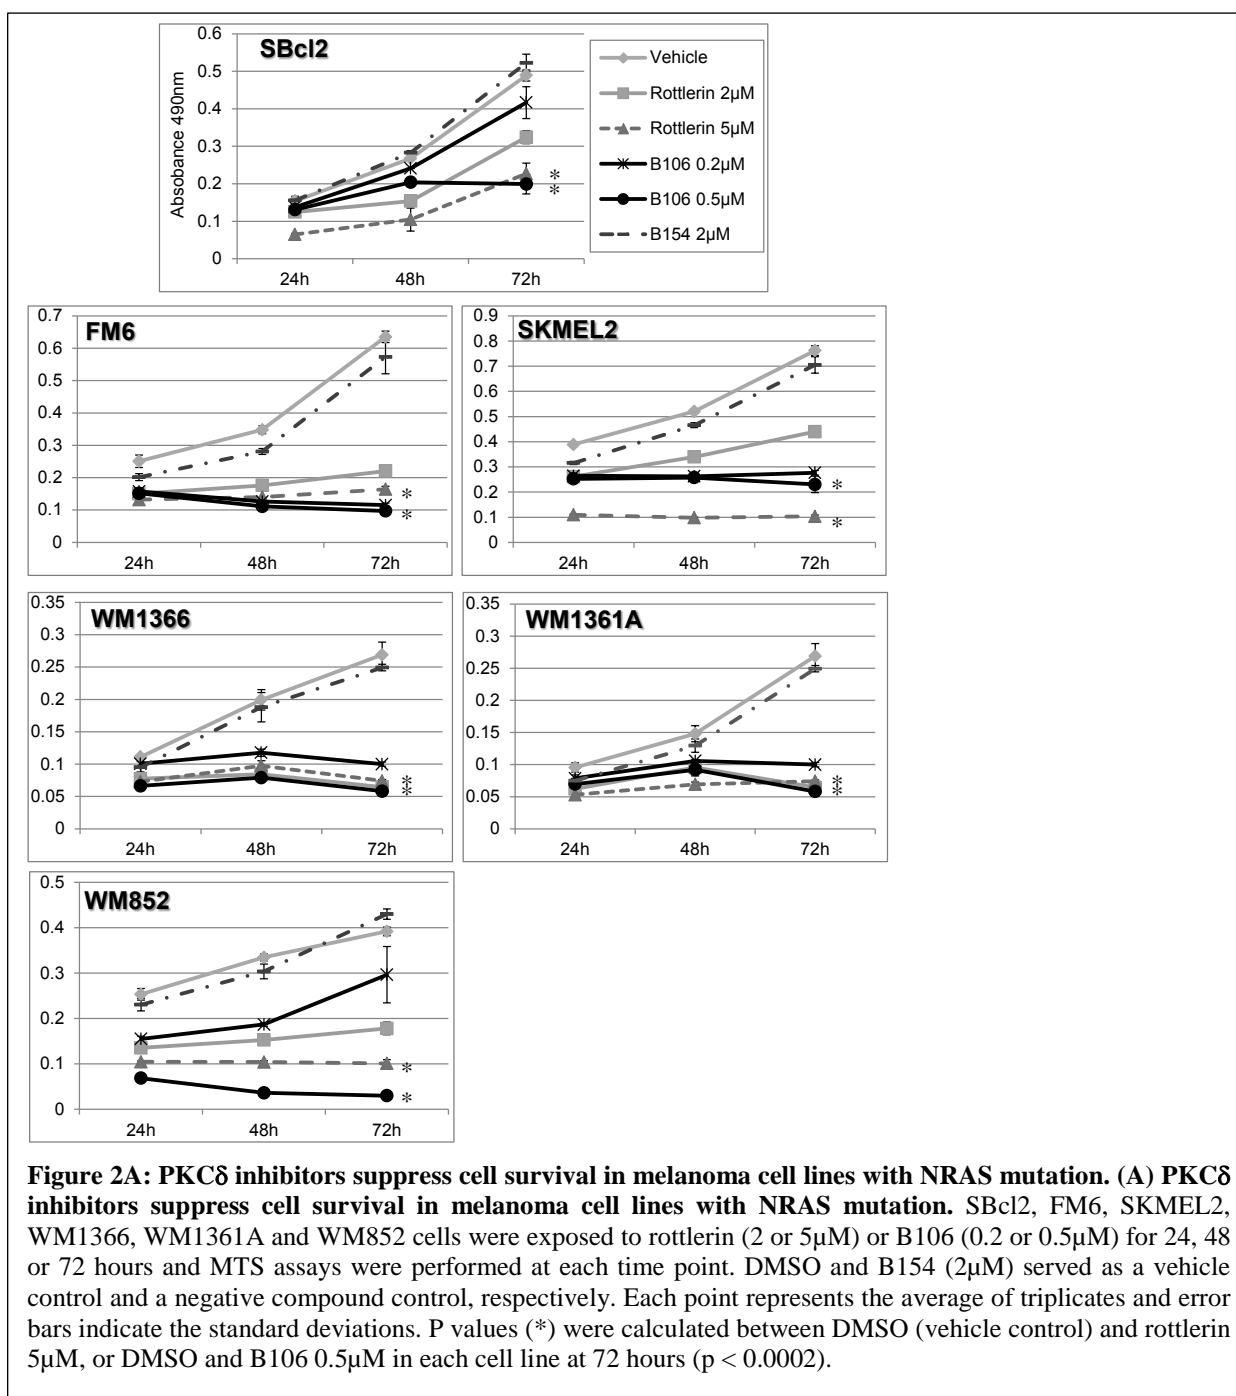 SBcl2
0.6
0.5
0.4
0.3
0.2
0.1
0
Absobance 490nm
24h 48h 72h
*
*
Vehicle
Rottlerin 2µM
Rottlerin 5µM
B106 0.2µM
B106 0.5µM
B154 2µM
FM6
0.7
0.6
0.5
0.4
0.3
0.2
0.1
0
24h 48h 72h
*
*
SKMEL2
0.9
0.8
0.7
0.6
0.5
0.4
0.3
0.2
0.1
0
24h 48h 72h
*
*
WM1366
0.35
0.3
0.25
0.2
0.15
0.1
0.05
0
24h 48h 72h
*
*
WM1361A
0.35
0.3
0.25
0.2
0.15
0.1
0.05
0
24h 48h 72h
*
*
WM852
0.5
0.4
0.3
0.2
0.1
0
24h 48h 72h
*
*
Figure 2A: PKCδ inhibitors suppress cell survival in melanoma cell lines with NRAS mutation. (A) PKCδ
inhibitors suppress cell survival in melanoma cell lines with NRAS mutation. SBcl2, FM6, SKMEL2,
WM1366, WM1361A and WM852 cells were exposed to rottlerin (2 or 5µM) or B106 (0.2 or 0.5µM) for 24, 48
or 72 hours and MTS assays were performed at each time point. DMSO and B154 (2µM) served as a vehicle
control and a negative compound control, respectively. Each point represents the average of triplicates and error
bars indicate the standard deviations. P values (*) were calculated between DMSO (vehicle control) and rottlerin
5µM, or DMSO and B106 0.5µM in each cell line at 72 hours (p < 0.0002).